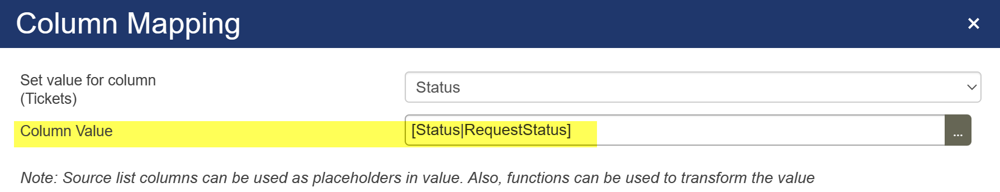 Column Mapping
×
Set value for column
(Tickets)
Status
Column Value
[Status|RequestStatus]
...
Note: Source list columns can be used as placeholders in value. Also, functions can be used to transform the value